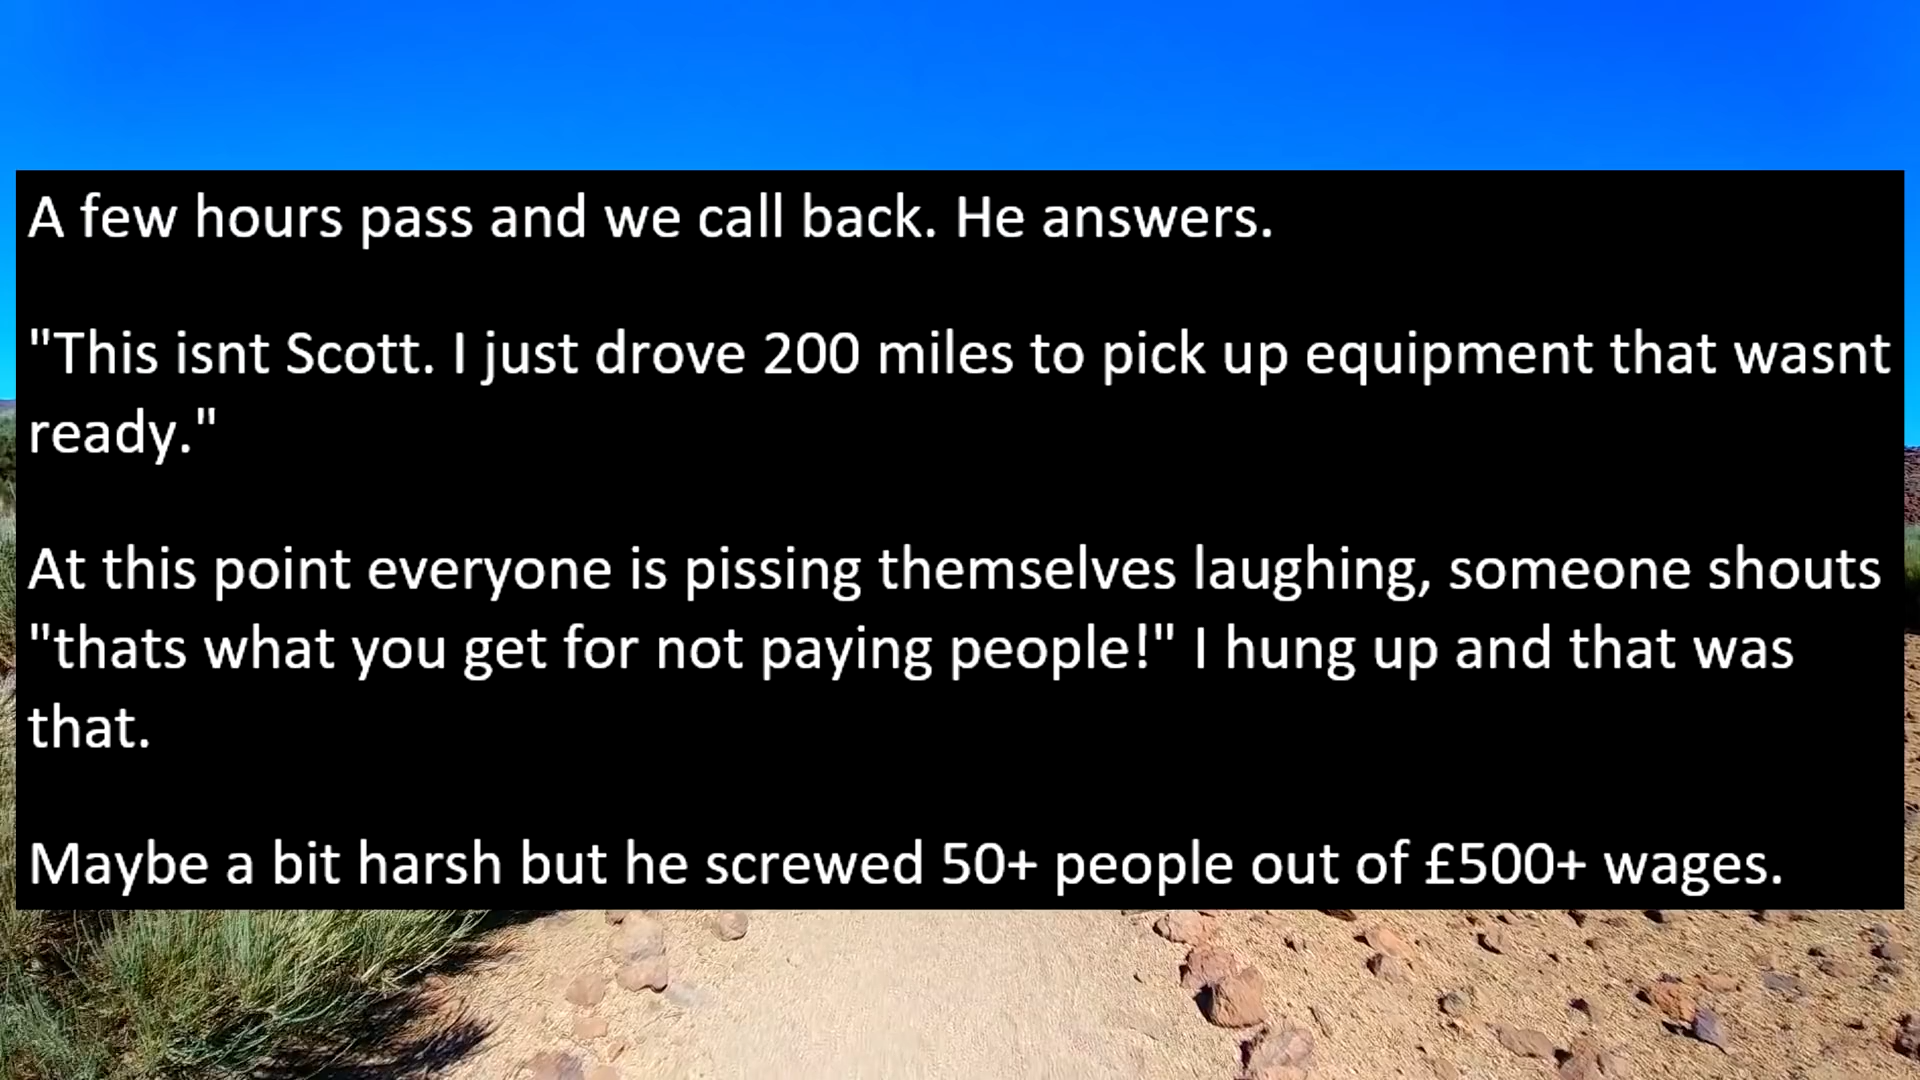 A few hours pass and we call back. He answers.
"This isnt Scott. I just drove 200 miles to pick up equipment that wasnt
ready."
At this point everyone is pissing themselves laughing, someone shouts
"thats what you get for not paying people!" I hung up and that was
that.
Maybe a bit harsh but he screwed 50+ people out of £500+ wages.